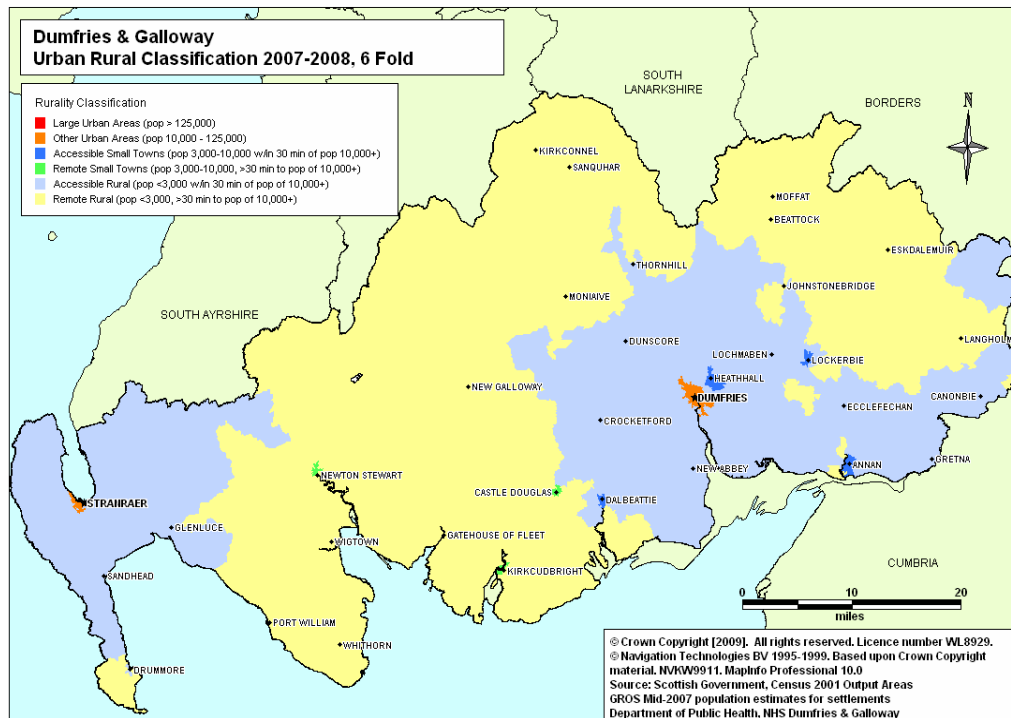 Dumfries & Galloway
Urban Rural Classification 2007-2008, 6 Fold
Rurality Classification
Large Urban Areas (pop > 125,000)
Other Urban Areas (pop 10,000 - 125,000)
Accessible Small Towns (pop 3,000-10,000 w/in 30 min of pop 10,000+)
Remote Small Towns (pop 3,000-10,000, >30 min to pop of 10,000+)
Accessible Rural (pop <3,000 w/in 30 min of pop of 10,000+)
Remote Rural (pop <3,000, >30 min to pop of 10,000+)
SOUTH
LANARKSHIRE
BORDERS
N
KIRKCONNEL
SANQUHAR
MOFFAT
BEATTOCK
ESKDALEMUIR
THORNHILL
JOHNSTONEBRIDGE
MONIAIVE
SOUTH AYRSHIRE
DUNSCORE
LANGHOLM
LOCHMABEN
LOCKERBIE
HEATHHALL
NEW GALLOWAY
DUMFRIES
CANONBIE
ECCLEFECHAN
CROCKETFORD
GRETNA
ANNAN
NEW ABBEY
NEWTON STEWART
CASTLE DOUGLAS
DALBEATTIE
STRANRAER
GLENLUCE
GATEHOUSE OF FLEET
WIGTOWN
CUMBRIA
KIRKCUDBRIGHT
SANDHEAD
0 10 20
miles
PORT WILLIAM
WHITHORN
DRUMMORE
© Crown Copyright [2009]. All rights reserved. Licence number WL8929.
© Navigation Technologies BV 1995-1999. Based upon Crown Copyright
material. NVKW9911. MapInfo Professional 10.0
Source: Scottish Government, Census 2001 Output Areas
GROS Mid-2007 population estimates for settlements
Department of Public Health, NHS Dumfries & Galloway